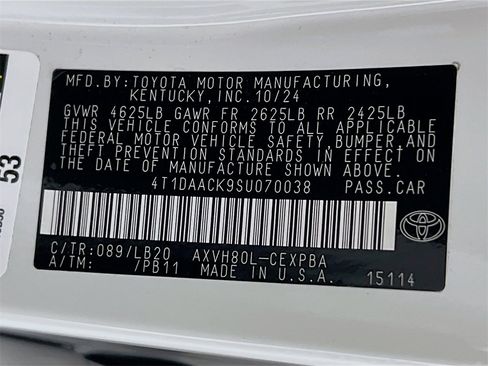 MFD.BY:TOYOTA MOTOR MANUFACTURING,
KENTUCKY,INC.10/24
GVWR 4625LB GAWR FR 2625LB RR 2425LB
THIS VEHICLE CONFORMS TO ALL APPLICABLE
FEDERAL MOTOR VEHICLE SAFETY,BUMPER,AND
THEFT PREVENTION STANDARDS IN EFFECT ON
THE DATE OF MANUFACTURE SHOWN ABOVE.
4T1DAACK9SU070038 PASS.CAR
C/TR:089/LB20 AXVH80L-CEXPBA
A/TM: /PB11 MADE IN U.S.A. 15114
53